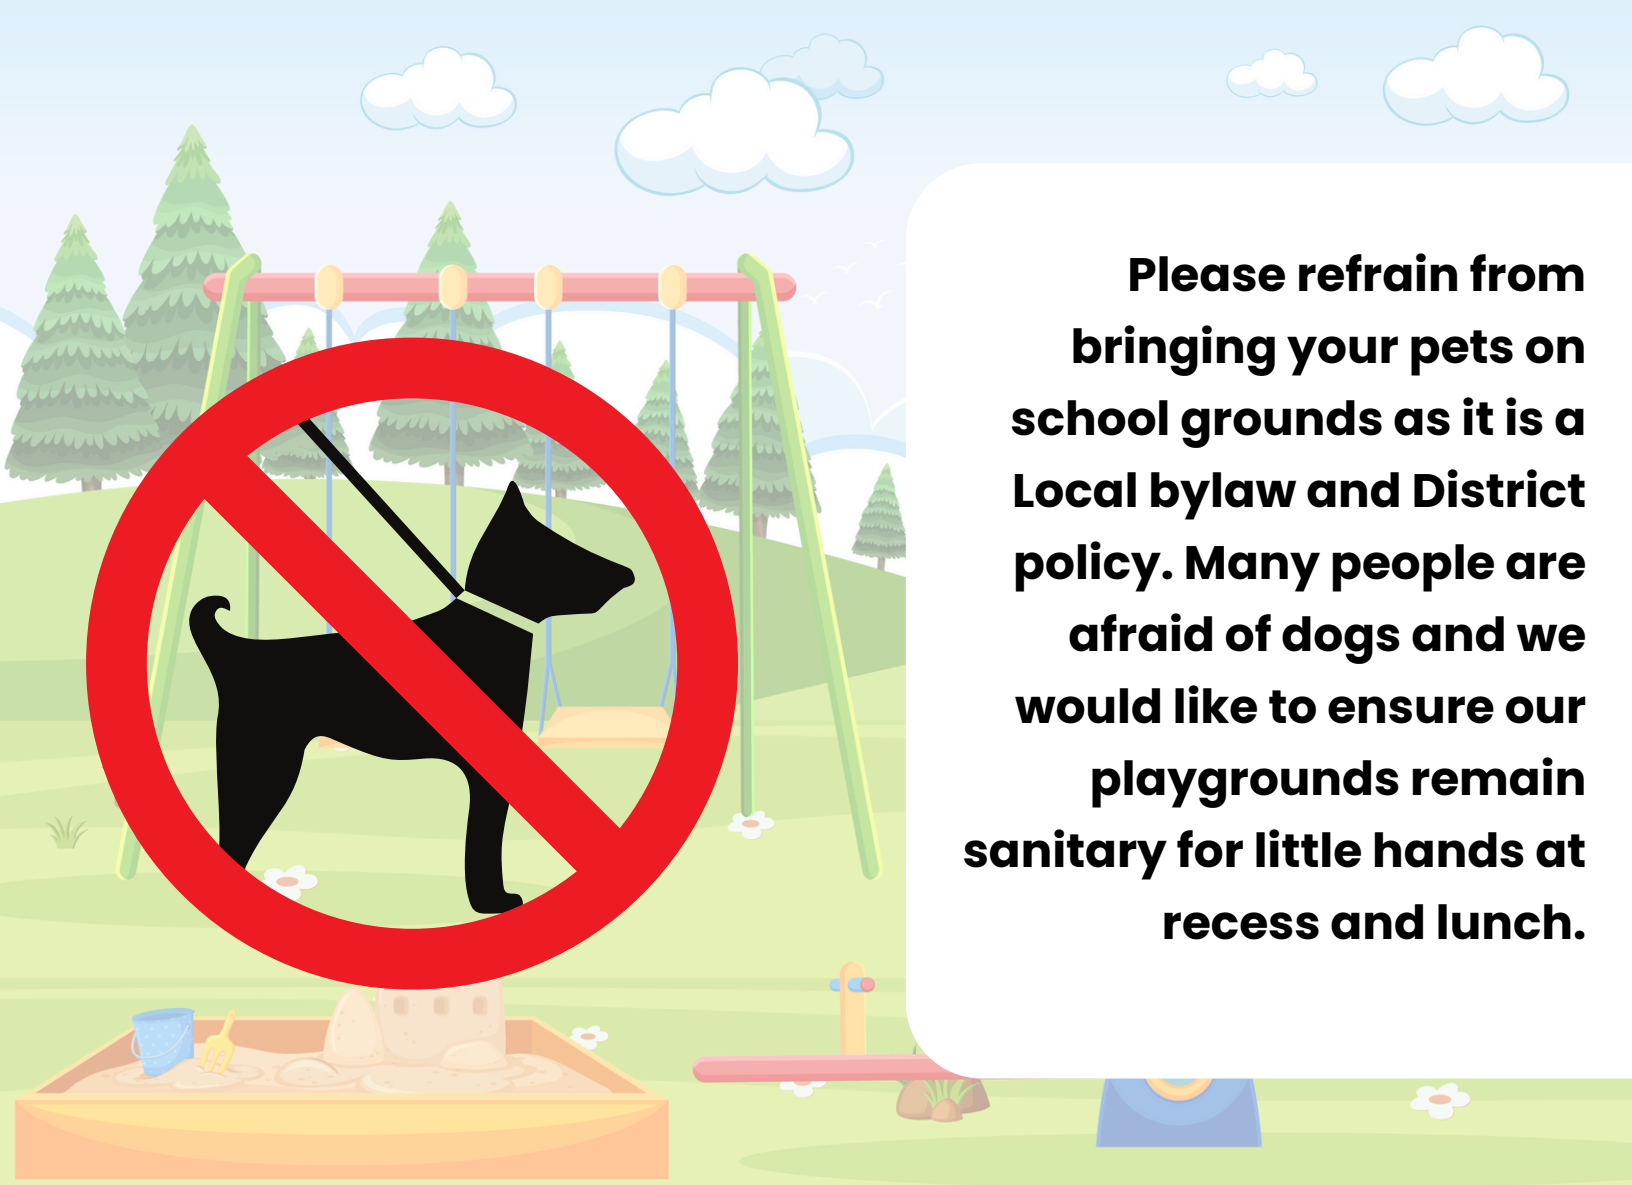 Please refrain from
bringing your pets on
school grounds as it is a
Local bylaw and District
policy. Many people are
afraid of dogs and we
would like to ensure our
playgrounds remain
sanitary for little hands at
recess and lunch.